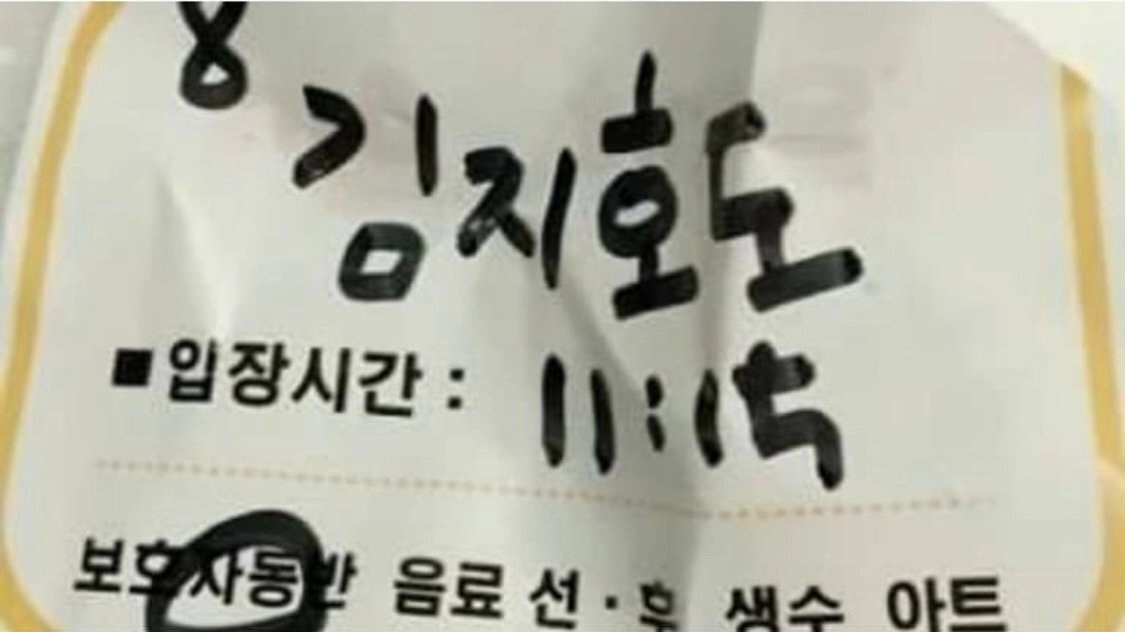 8
김지호도
■입장시간 : 11:15
보호자동반 음료 선·후 생수 아트